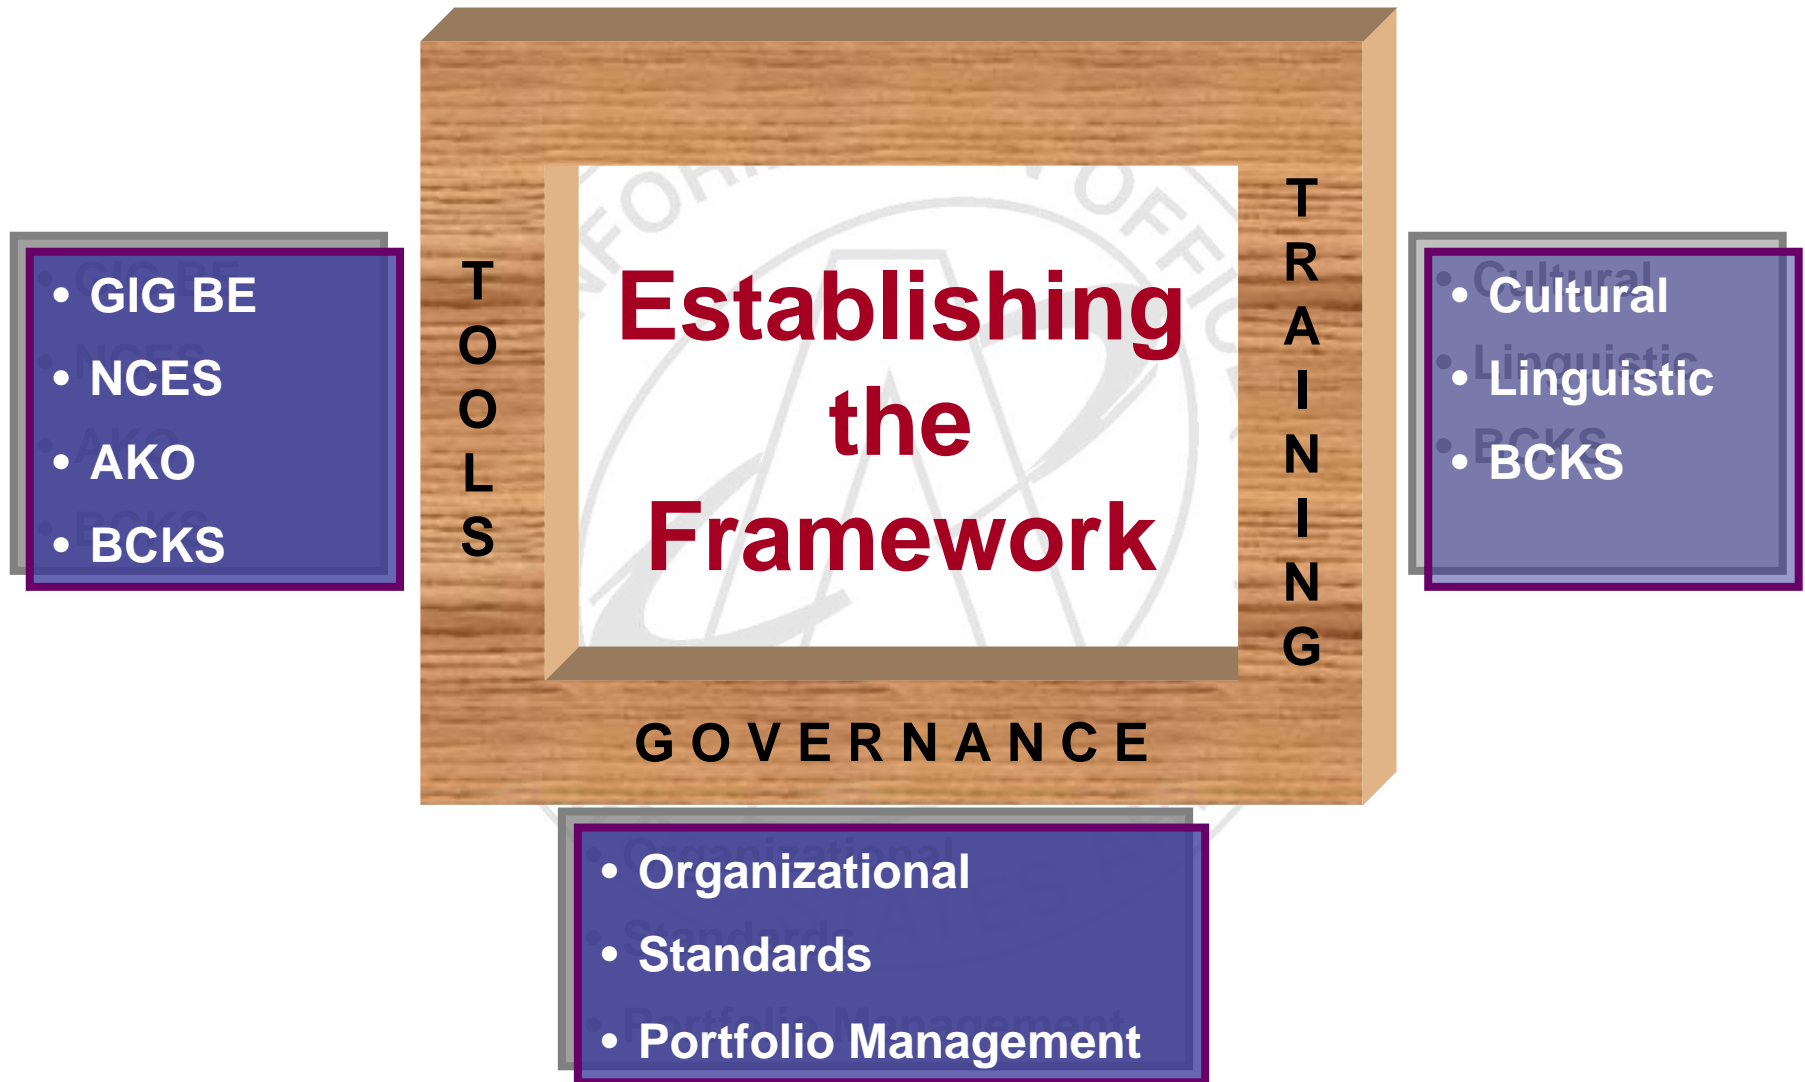 • GIG BE
• NCES
• AKO
• BCKS
TOOLS
Establishing
the
Framework
TRAINING
• Cultural
• Linguistic
• BCKS
GOVERNANCE
• Organizational
• Standards
• Portfolio Management